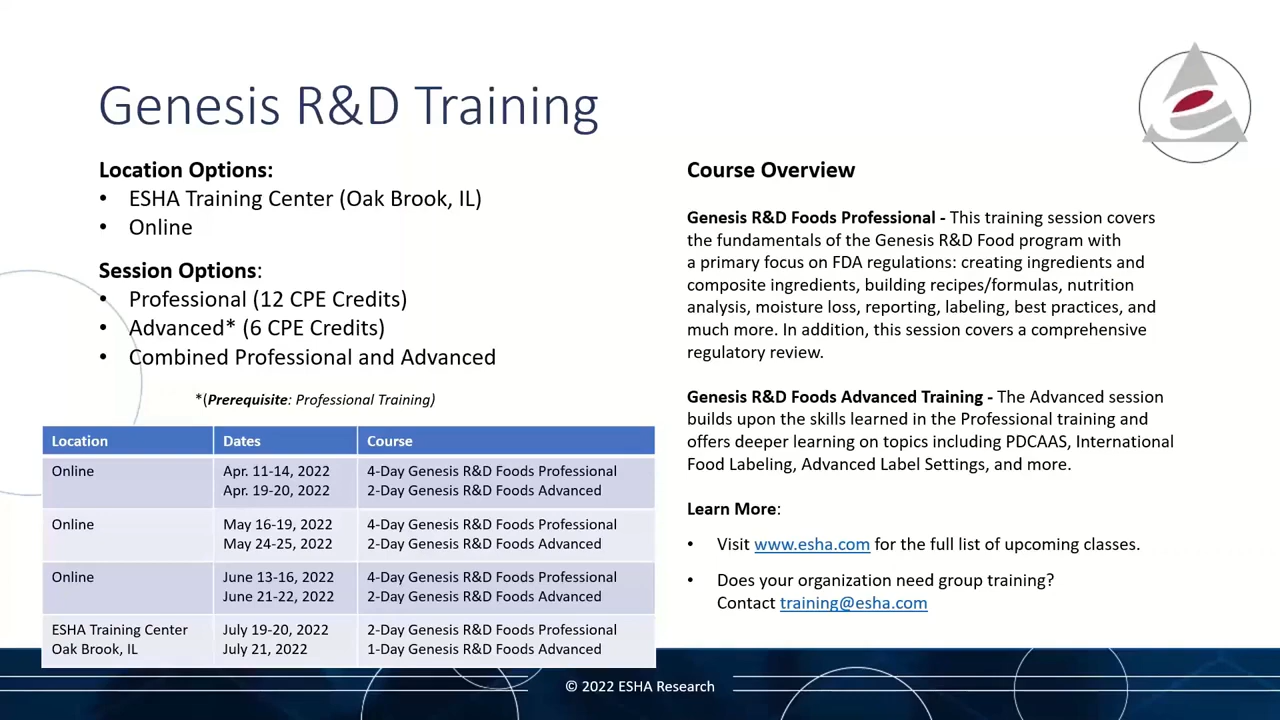 Genesis R&D Training
Location Options:
• ESHA Training Center (Oak Brook, IL)
• Online
Session Options:
• Professional (12 CPE Credits)
• Advanced* (6 CPE Credits)
• Combined Professional and Advanced
*(Prerequisite: Professional Training)
Location Dates Course
Online Apr. 11-14, 2022 4-Day Genesis R&D Foods Professional
Apr. 19-20, 2022 2-Day Genesis R&D Foods Advanced
Online May 16-19, 2022 4-Day Genesis R&D Foods Professional
May 24-25, 2022 2-Day Genesis R&D Foods Advanced
Online June 13-16, 2022 4-Day Genesis R&D Foods Professional
June 21-22, 2022 2-Day Genesis R&D Foods Advanced
ESHA Training Center July 19-20, 2022 2-Day Genesis R&D Foods Professional
Oak Brook, IL July 21, 2022 1-Day Genesis R&D Foods Advanced
Course Overview
Genesis R&D Foods Professional - This training session covers
the fundamentals of the Genesis R&D Food program with
a primary focus on FDA regulations: creating ingredients and
composite ingredients, building recipes/formulas, nutrition
analysis, moisture loss, reporting, labeling, best practices, and
much more. In addition, this session covers a comprehensive
regulatory review.
Genesis R&D Foods Advanced Training - The Advanced session
builds upon the skills learned in the Professional training and
offers deeper learning on topics including PDCAAS, International
Food Labeling, Advanced Label Settings, and more.
Learn More:
• Visit www.esha.com for the full list of upcoming classes.
• Does your organization need group training?
Contact training@esha.com
© 2022 ESHA Research